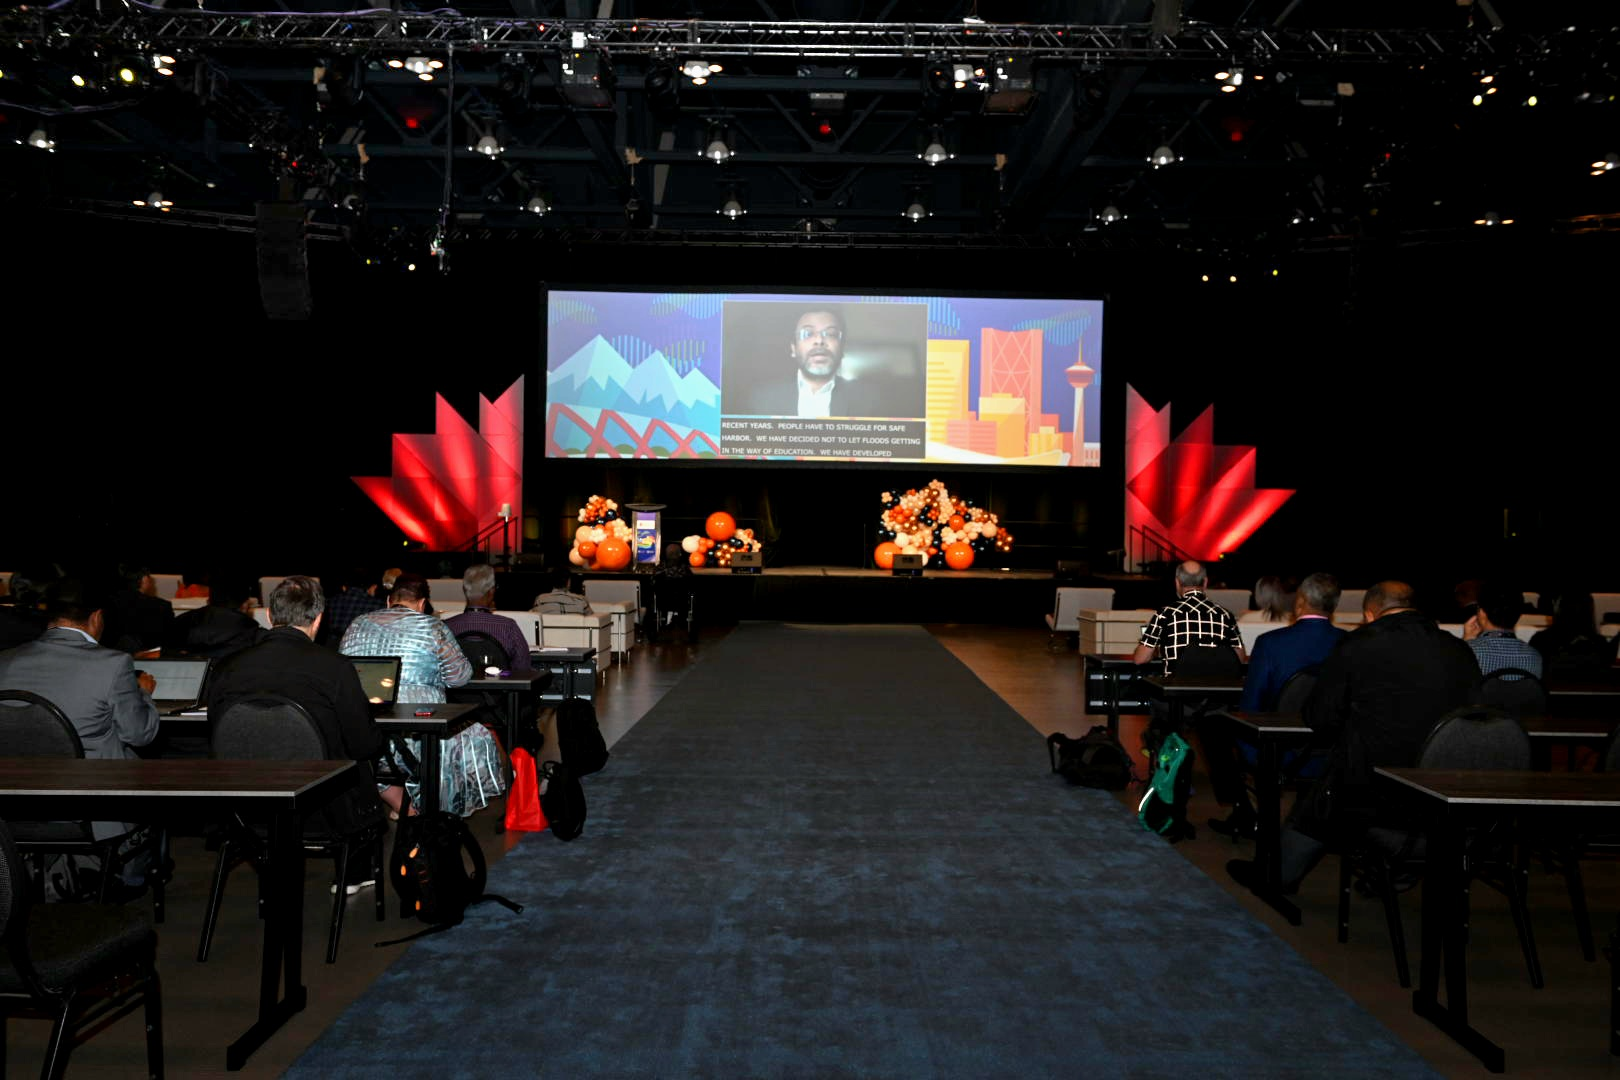 RECENT YEARS. PEOPLE HAVE TO STRUGGLE FOR SAFE
HARBOR. WE HAVE DECIDED NOT TO LET FLOODS GETTING
IN THE WAY OF EDUCATION. WE HAVE DEVELOPED